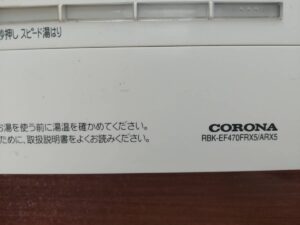 秒押し スピード湯はり
お湯を使う前に湯温を確かめてください。
ために、取扱説明書をよくお読みください。
CORONA
RBK-EF470FRX5/ARX5